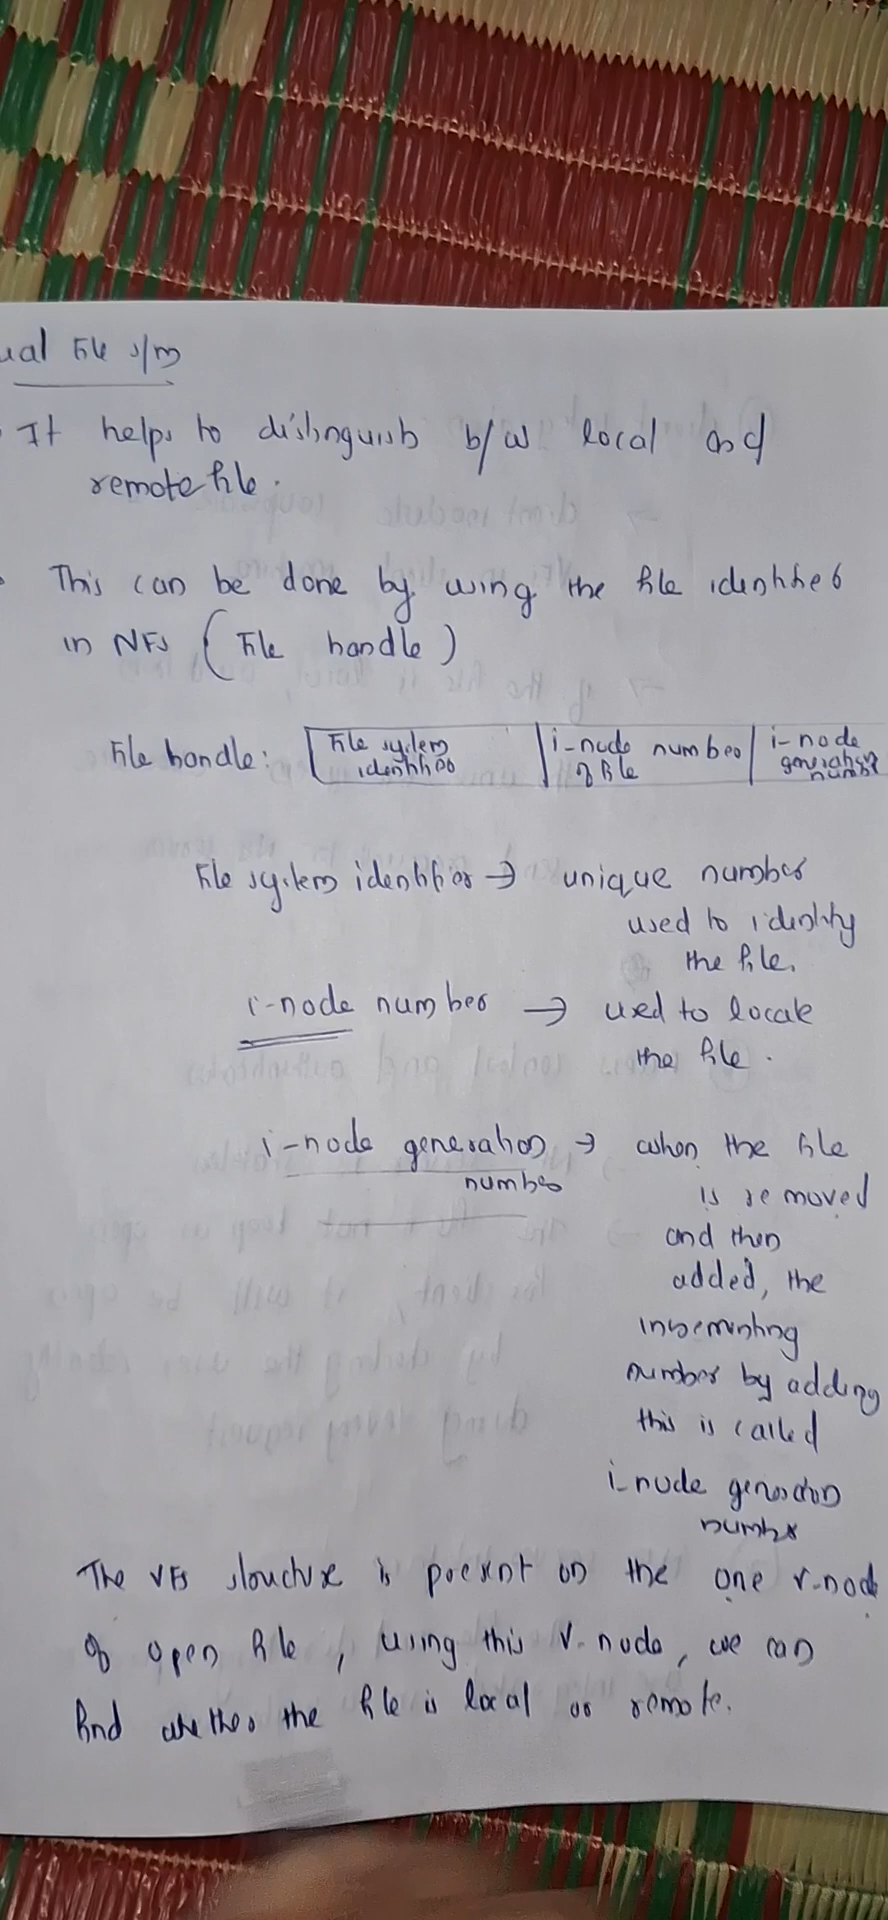 ual File s/m
It helps to distinguish b/w local and
remote file.
This can be done by using the file identifier
in NFS (File handle)
File handle: File system identifier | i-node number of file | i-node generation number
File system identifier → unique number
used to identify
the file.
i-node number → used to locate
the file.
i-node generation → when the file
number is removed
and then
added, the
incrementing
number by adding
this is called
i-node generation
number
The VFS structure is present on the one v-node
of open file, using this v-node, we can
find whether the file is local or remote.